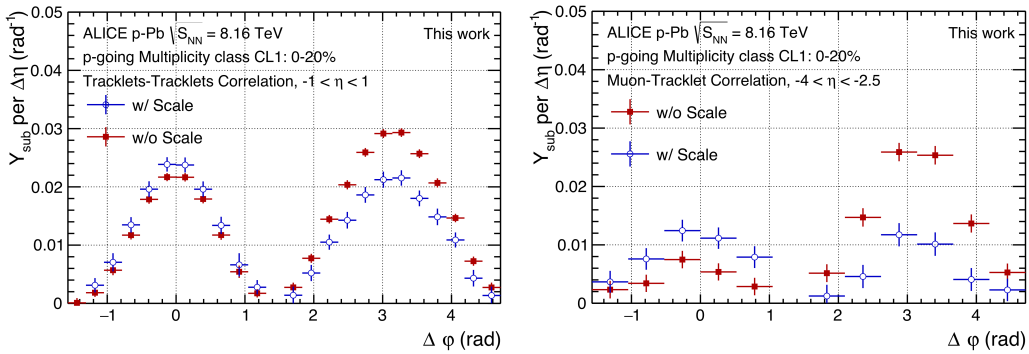 ALICE p-Pb √S_NN = 8.16 TeV
This work
p-going Multiplicity class CL1: 0-20%
Tracklets-Tracklets Correlation, -1 < η < 1
w/ Scale
w/o Scale
Y_sub per Δη (rad⁻¹)
0.05
0.04
0.03
0.02
0.01
0
−1
0
1
2
3
4
Δ φ (rad)
ALICE p-Pb √S_NN = 8.16 TeV
This work
p-going Multiplicity class CL1: 0-20%
Muon-Tracklet Correlation, -4 < η < -2.5
w/o Scale
w/ Scale
Y_sub per Δη (rad⁻¹)
0.05
0.04
0.03
0.02
0.01
0
−1
0
1
2
3
4
Δ φ (rad)